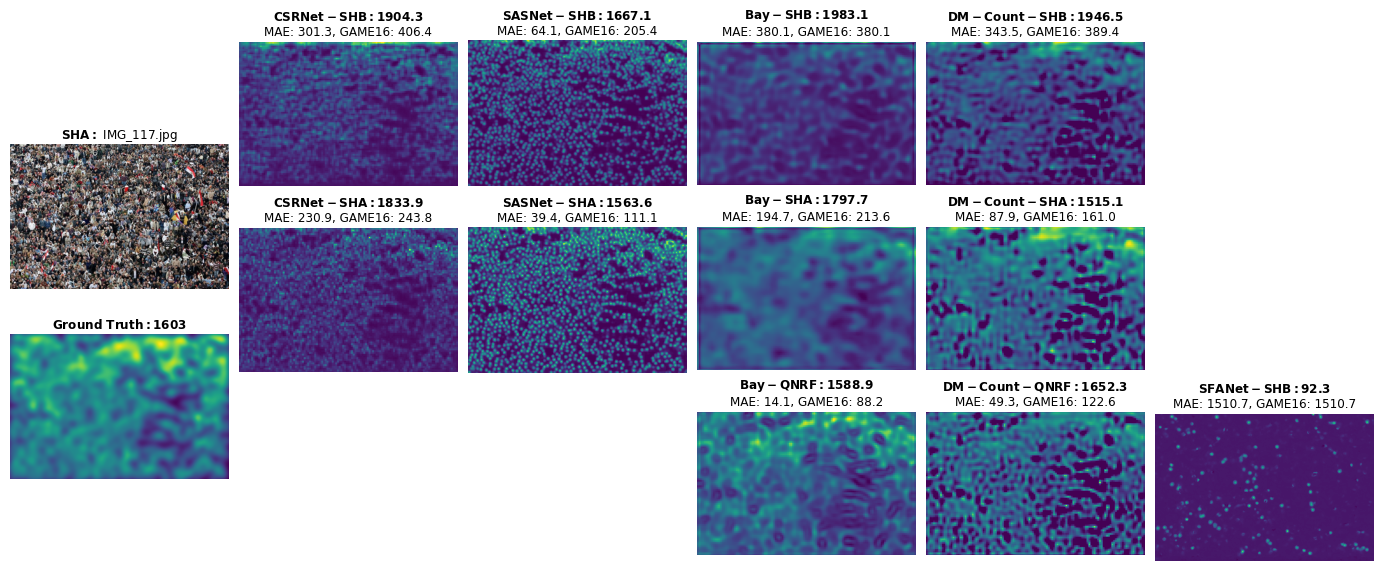 CSRNet−SHB: 1904.3
MAE: 301.3, GAME16: 406.4
SASNet−SHB: 1667.1
MAE: 64.1, GAME16: 205.4
Bay−SHB: 1983.1
MAE: 380.1, GAME16: 380.1
DM−Count−SHB: 1946.5
MAE: 343.5, GAME16: 389.4
SHA: IMG_117.jpg
CSRNet−SHA: 1833.9
MAE: 230.9, GAME16: 243.8
SASNet−SHA: 1563.6
MAE: 39.4, GAME16: 111.1
Bay−SHA: 1797.7
MAE: 194.7, GAME16: 213.6
DM−Count−SHA: 1515.1
MAE: 87.9, GAME16: 161.0
Ground Truth: 1603
Bay−QNRF: 1588.9
MAE: 14.1, GAME16: 88.2
DM−Count−QNRF: 1652.3
MAE: 49.3, GAME16: 122.6
SFANet−SHB: 92.3
MAE: 1510.7, GAME16: 1510.7